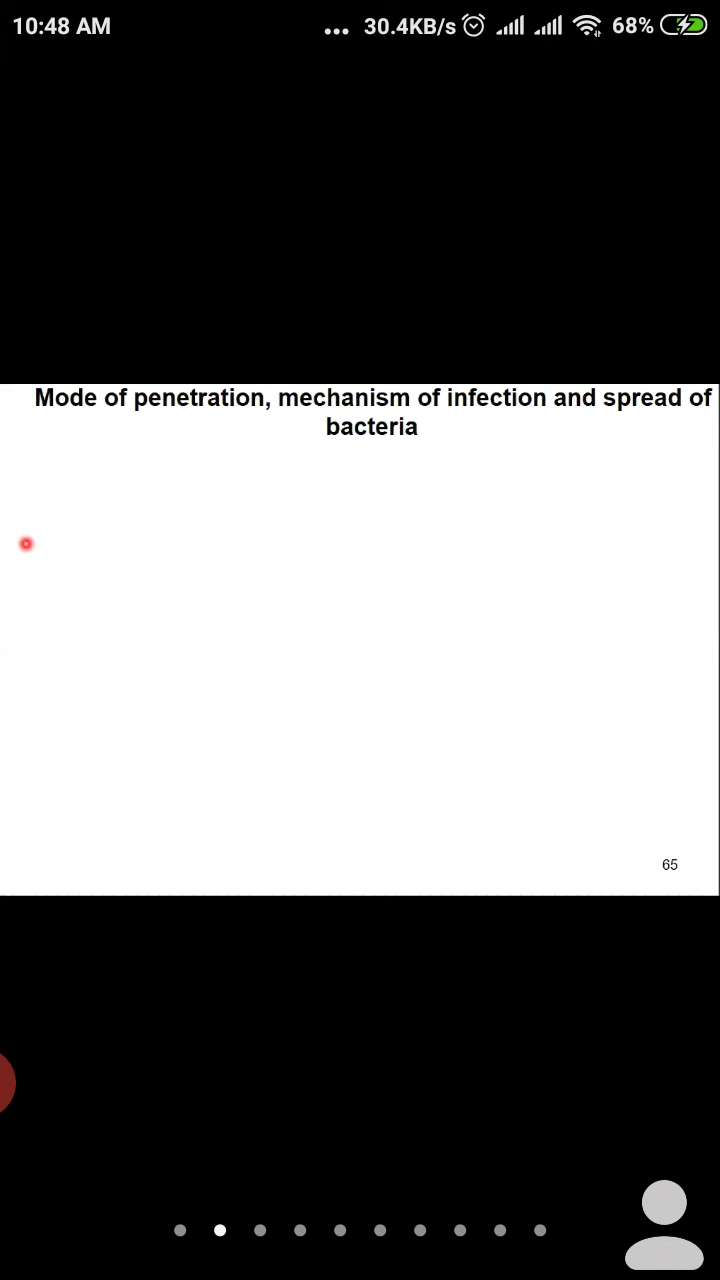 10:48 AM ... 30.4KB/s 68%
Mode of penetration, mechanism of infection and spread of
bacteria
65